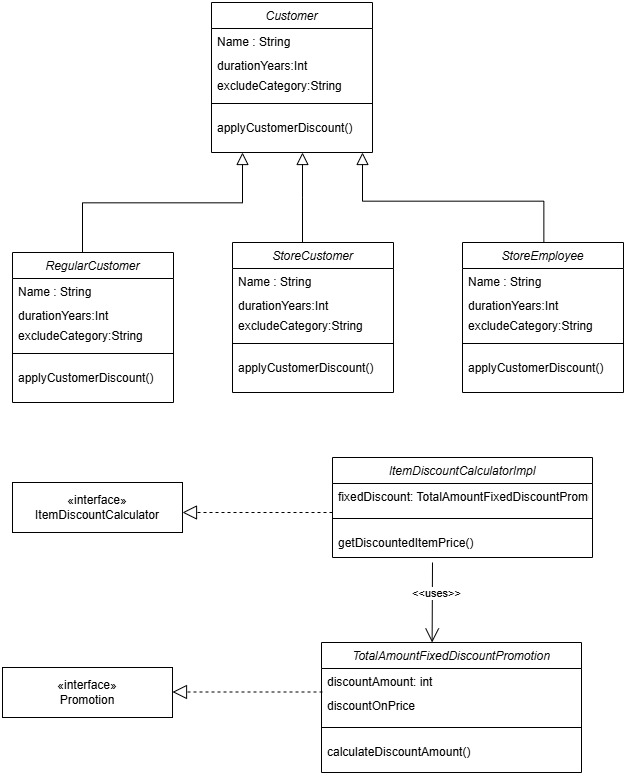 Customer
Name : String
durationYears:Int
excludeCategory:String
applyCustomerDiscount()
RegularCustomer
Name : String
durationYears:Int
excludeCategory:String
applyCustomerDiscount()
StoreCustomer
Name : String
durationYears:Int
excludeCategory:String
applyCustomerDiscount()
StoreEmployee
Name : String
durationYears:Int
excludeCategory:String
applyCustomerDiscount()
«interface»
ItemDiscountCalculator
ItemDiscountCalculatorImpl
fixedDiscount: TotalAmountFixedDiscountProm
getDiscountedItemPrice()
<<uses>>
«interface»
Promotion
TotalAmountFixedDiscountPromotion
discountAmount: int
discountOnPrice
calculateDiscountAmount()